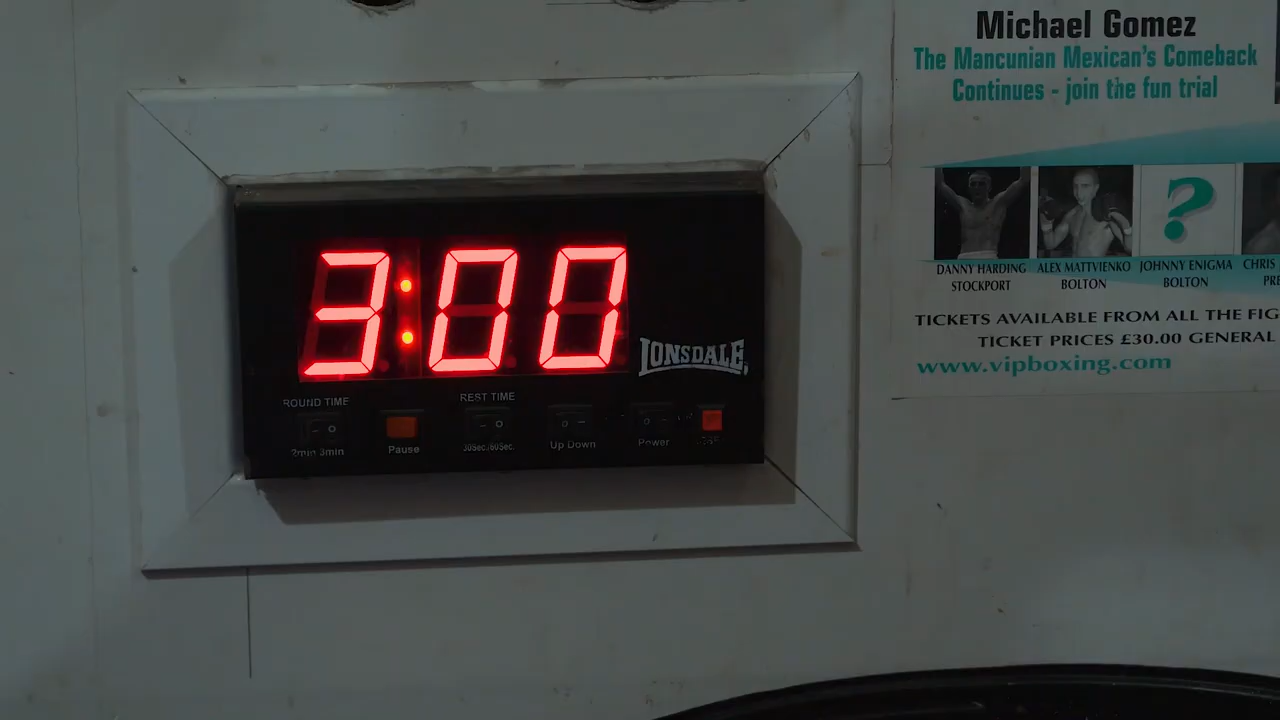 Michael Gomez
The Mancunian Mexican's Comeback
Continues - join the fun trial
DANNY HARDING
STOCKPORT
ALEX MATTVIENKO
BOLTON
?
JOHNNY ENIGMA
BOLTON
CHRIS
TICKETS AVAILABLE FROM ALL THE
TICKET PRICES £30.00 GENERAL
www.vipboxing.com
3:00
LONSDALE
ROUND TIME
2min 3min
Pause
REST TIME
30Sec./60Sec.
Up Down
Power